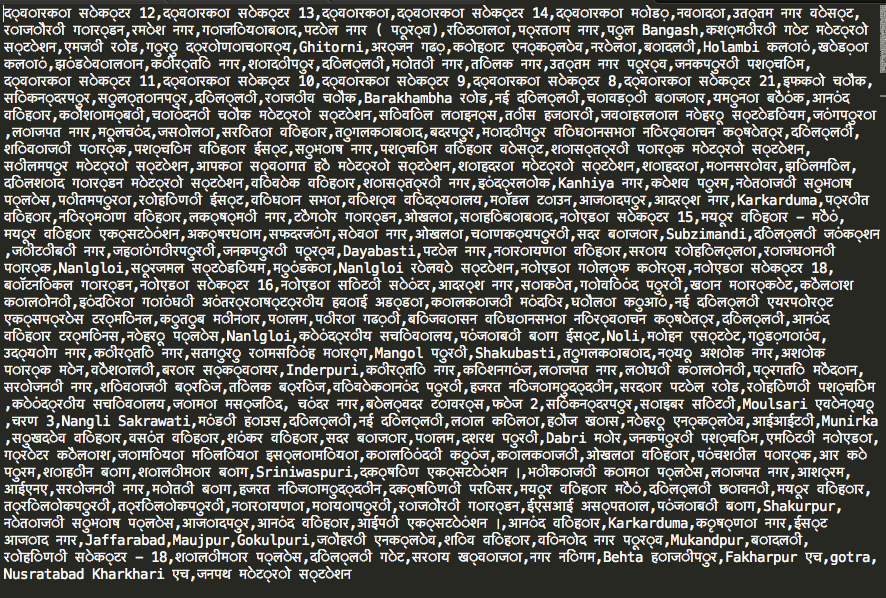 द्वारका सेक्टर 12,द्वारका सेक्टर 13,द्वारका,द्वारका सेक्टर 14,द्वारका मोड़,नवादा,उत्तम नगर वेस्ट,
राजौरी गार्डन,रमेश नगर,गाजियाबाद,पटेल नगर ( पूर्व),रिठाला,प्रताप नगर,पुल Bangash,कश्मीरी गेट मेट्रो
स्टेशन,एमजी रोड,गुरु द्रोणाचार्य,Ghitorni,अर्जन गढ़,कोहाट एन्क्लेव,नरेला,बादली,Holambi कलां,खेड़ा
कलां,झंडेवालान,कीर्ति नगर,शादीपुर,दिल्ली,मोती नगर,तिलक नगर,उत्तम नगर पूरव,जनकपुरी पश्चिम,
द्वारका सेक्टर 11,द्वारका सेक्टर 10,द्वारका सेक्टर 9,द्वारका सेक्टर 8,द्वारका सेक्टर 21,इफको चौक,
सिकन्दरपुर,सुल्तानपुर,दिल्ली,राजीव चौक,Barakhambha रोड,नई दिल्ली,चावड़ी बाजार,यमुना बैंक,आनंद
विहार,कौशाम्बी,चांदनी चौक मेट्रो स्टेशन,सिविल लाइन्स,तीस हजारी,जवाहरलाल नेहरू स्टेडियम,जंगपुरा
,लाजपत नगर,मूलचंद,जसोला,सरिता विहार,तुगलकाबाद,बदरपुर,मादीपुर विधानसभा निर्वाचन क्षेत्र,दिल्ली,
शिवाजी पार्क,पश्चिम विहार ईस्ट,सुभाष नगर,पश्चिम विहार वेस्ट,शास्त्री पार्क मेट्रो स्टेशन,
सीलमपुर मेट्रो स्टेशन,आपका स्वागत है मेट्रो स्टेशन,शाहदरा मेट्रो स्टेशन,शाहदरा,मानसरोवर,झिलमिल,
दिलशाद गार्डन मेट्रो स्टेशन,विवेक विहार,शास्त्री नगर,इंद्रलोक,Kanhiya नगर,केशव पुरम,नेताजी सुभाष
प्लेस,पीतमपुरा,रोहिणी ईस्ट,विधान सभा,विश्व विद्यालय,मॉडल टाउन,आजादपुर,आदर्श नगर,Karkarduma,प्रीत
विहार,निर्माण विहार,लक्ष्मी नगर,टैगोर गार्डन,ओखला,साहिबाबाद,नोएडा सेक्टर 15,मयूर विहार – मैं,
मयूर विहार एक्सटेंशन,अक्षरधाम,सफदरजंग,सेवा नगर,ओखला,चाणक्यपुरी,सदर बाजार,Subzimandi,दिल्ली जंक्शन
,जीटीबी नगर,जहांगीरपुरी,जनकपुरी पूर्व,Dayabasti,पटेल नगर,नारायणा विहार,सराय रोहिल्ला,राजधानी
पार्क,Nanlgloi,सूरजमल स्टेडियम,मुंडका,Nanlgloi रेलवे स्टेशन,नोएडा गोल्फ कोर्स,नोएडा सेक्टर 18,
बॉटनिकल गार्डन,नोएडा सेक्टर 16,नोएडा सिटी सेंटर,आदर्श नगर,साकेत,गोविंद पुरी,खान मार्केट,कैलाश
कालोनी,इंदिरा गांधी अंतर्राष्ट्रीय हवाई अड्डा,कालकाजी मंदिर,धौला कुआं,नई दिल्ली एयरपोर्ट
एक्सप्रेस टर्मिनल,कुतुब मीनार,पालम,पीरा गढ़ी,बिजवासन विधानसभा निर्वाचन क्षेत्र,दिल्ली,आनंद
विहार टर्मिनस,नेहरू प्लेस,Nanlgloi,केंद्रीय सचिवालय,पंजाबी बाग ईस्ट,Noli,मोहन एस्टेट,गुड़गांव,
उद्योग नगर,कीर्ति नगर,सतगुरु रामसिंह मार्ग,Mangol पुरी,Shakubasti,तुगलकाबाद,न्यू अशोक नगर,अशोक
पार्क मेन,वैशाली,बरार स्क्वायर,Inderpuri,कीर्ति नगर,किशनगंज,लाजपत नगर,लोधी कालोनी,प्रगति मैदान,
सरोजनी नगर,शिवाजी ब्रिज,तिलक ब्रिज,विवेकानंद पुरी,हजरत निजामुद्दीन,सरदार पटेल रोड,रोहिणी पश्चिम
,केंद्रीय सचिवालय,जामा मस्जिद, चंदर नगर,बेल्वेदर टावर्स,फेज 2,सिकन्दरपुर,साइबर सिटी,Moulsari एवेन्यू
,चरण 3,Nangli Sakrawati,मंडी हाउस,दिल्ली,नई दिल्ली,लाल किला,हौज खास,नेहरू एन्क्लेव,आईआईटी,Munirka
,सुखदेव विहार,वसंत विहार,शंकर विहार,सदर बाजार,पालम,दशरथ पुरी,Dabri मोर,जनकपुरी पश्चिम,एमिटी नोएडा,
ग्रेटर कैलाश,जामिया मिलिया इस्लामिया,कालिंदी कुंज,कालकाजी,ओखला विहार,पंचशील पार्क,आर के
पुरम,शाहीन बाग,शालीमार बाग,Sriniwaspuri,दक्षिण एक्सटेंशन ।,भीकाजी कामा प्लेस,लाजपत नगर,आश्रम,
आईएनए,सरोजनी नगर,मोती बाग,हजरत निजामुद्दीन,दक्षिणी परिसर,मयूर विहार मैं,दिल्ली छावनी,मयूर विहार,
त्रिलोकपुरी,त्रिलोकपुरी,नारायणा,मायापुरी,राजौरी गार्डन,ईएसआई अस्पताल,पंजाबी बाग,Shakurpur,
नेताजी सुभाष प्लेस,आजादपुर,आनंद विहार,आईपी एक्सटेंशन ।,आनंद विहार,Karkarduma,कृष्णा नगर,ईस्ट
आजाद नगर,Jaffarabad,Maujpur,Gokulpuri,जौहरी एनक्लेव,शिव विहार,विनोद नगर पूर्व,Mukandpur,बादली,
रोहिणी सेक्टर – 18,शालीमार प्लेस,दिल्ली गेट,सराय ख्वाजा,नगर निगम,Behta हाजीपुर,Fakharpur एच,gotra,
Nusratabad Kharkhari एच,जनपथ मेट्रो स्टेशन